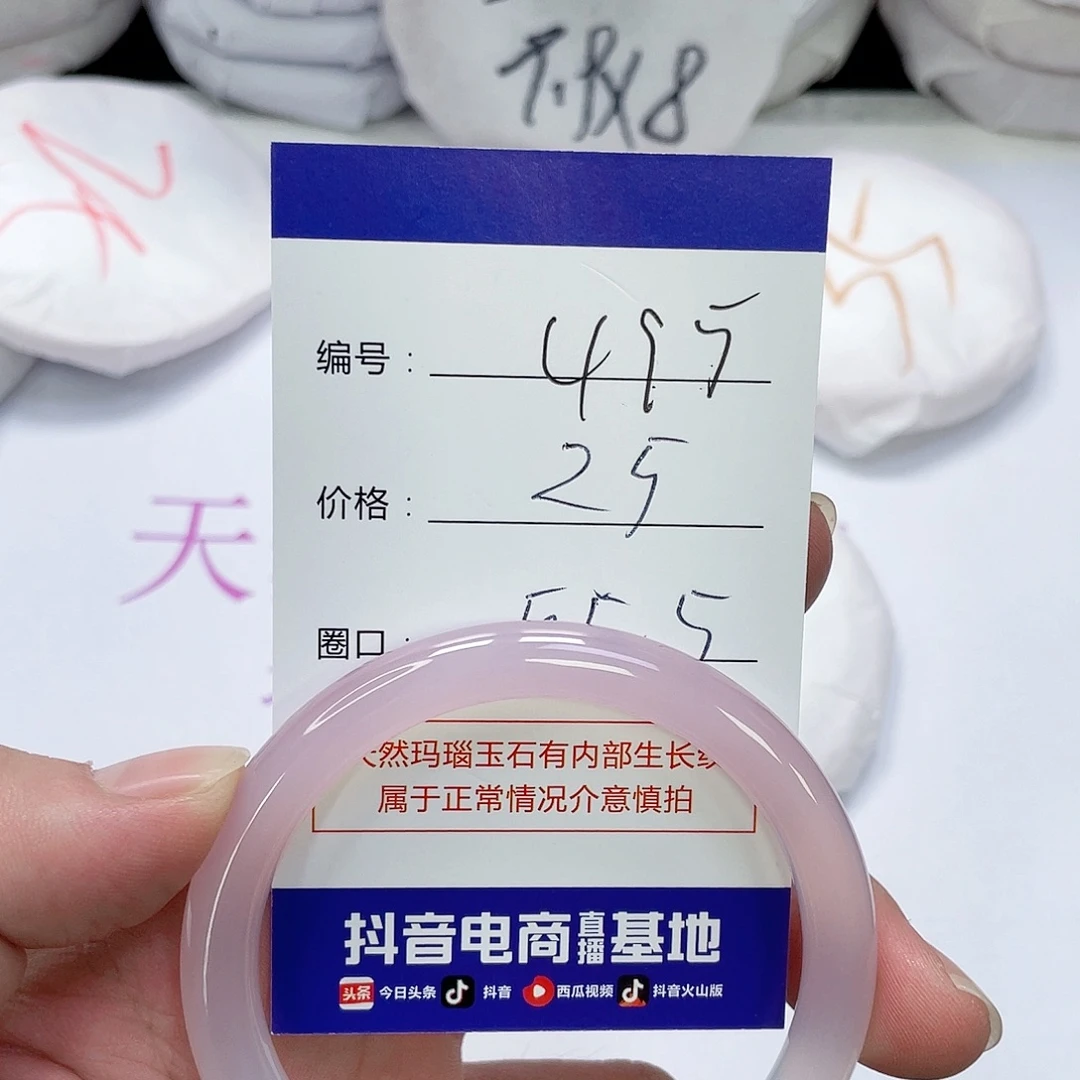 天
编号： 495
价格： 25
圈口： 55.5
天然玛瑙玉石有内部生长纹
属于正常情况介意慎拍
抖音电商直播基地
头条 今日头条 抖音 西瓜视频 抖音火山版